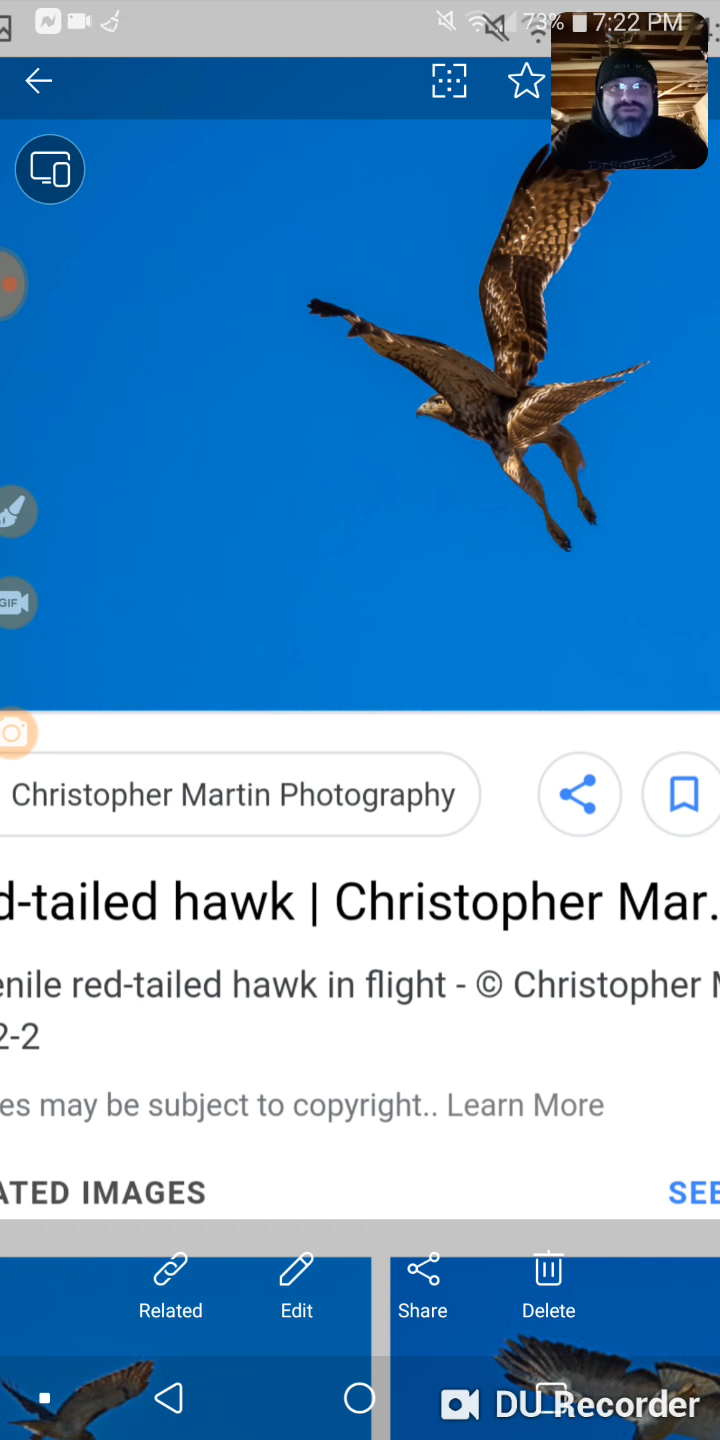 73% 7:22 PM
GIF
Christopher Martin Photography
d-tailed hawk | Christopher Mar.
enile red-tailed hawk in flight - © Christopher M
2-2
es may be subject to copyright.. Learn More
ATED IMAGES
SEE
Related
Edit
Share
Delete
DU Recorder